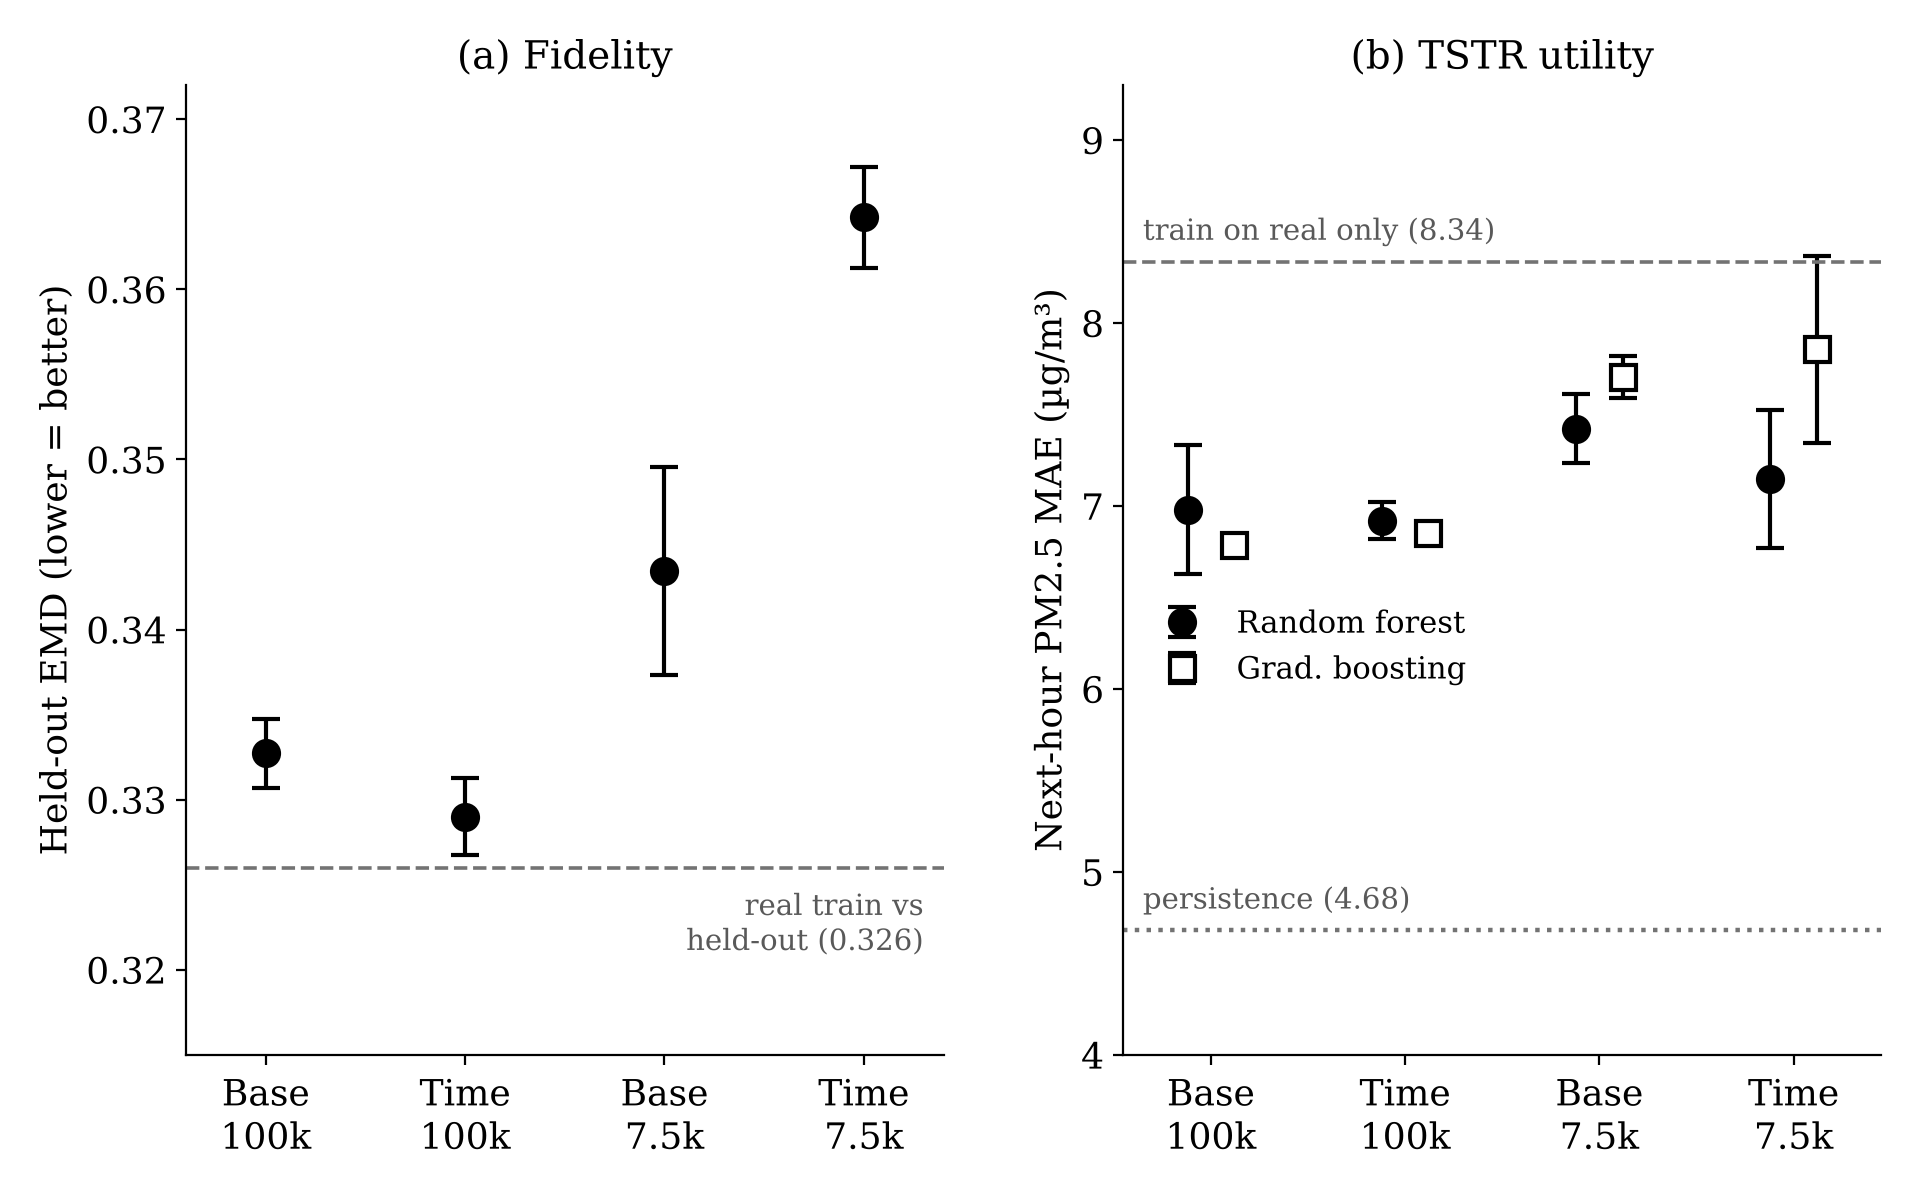 (a) Fidelity
Held-out EMD (lower = better)
0.37
0.36
0.35
0.34
0.33
0.32
real train vs
held-out (0.326)
Base
100k
Time
100k
Base
7.5k
Time
7.5k
(b) TSTR utility
Next-hour PM2.5 MAE (µg/m³)
9
8
7
6
5
4
train on real only (8.34)
Random forest
Grad. boosting
persistence (4.68)
Base
100k
Time
100k
Base
7.5k
Time
7.5k